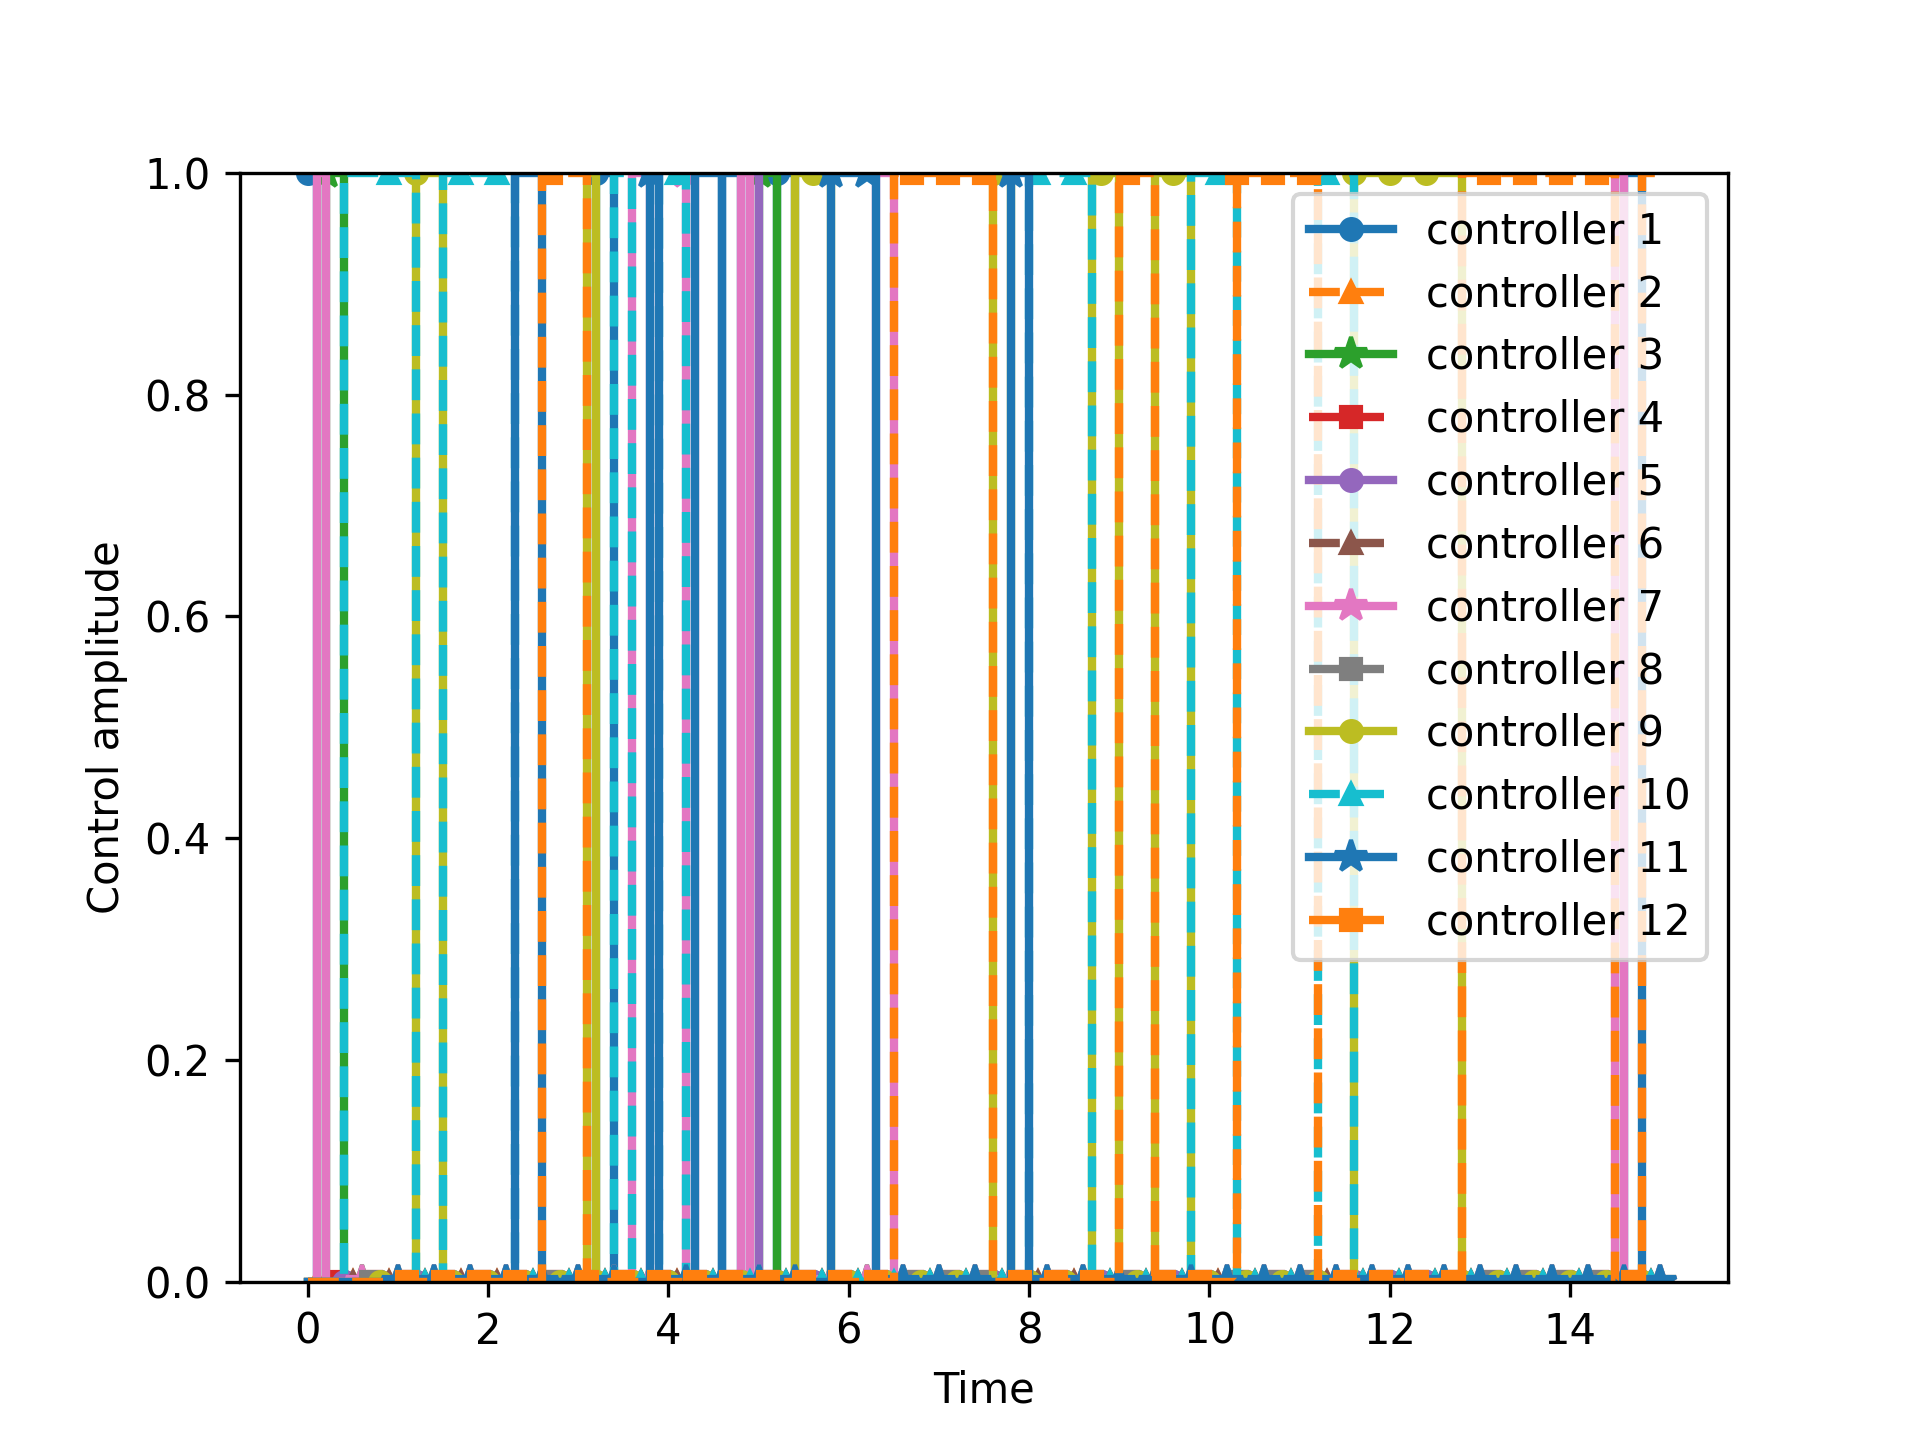 1.0
0.8
0.6
0.4
0.2
0.0
Control amplitude
0 2 4 6 8 10 12 14
Time
controller 1
controller 2
controller 3
controller 4
controller 5
controller 6
controller 7
controller 8
controller 9
controller 10
controller 11
controller 12